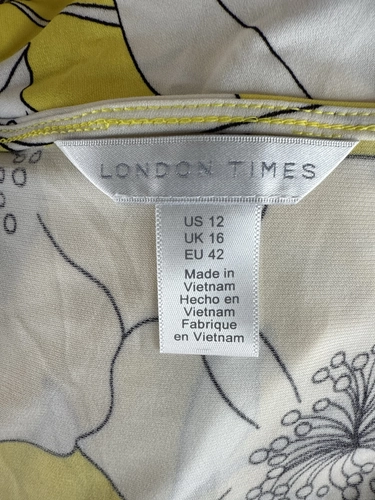 LONDON TIMES
US 12
UK 16
EU 42
Made in
Vietnam
Hecho en
Vietnam
Fabrique
en Vietnam